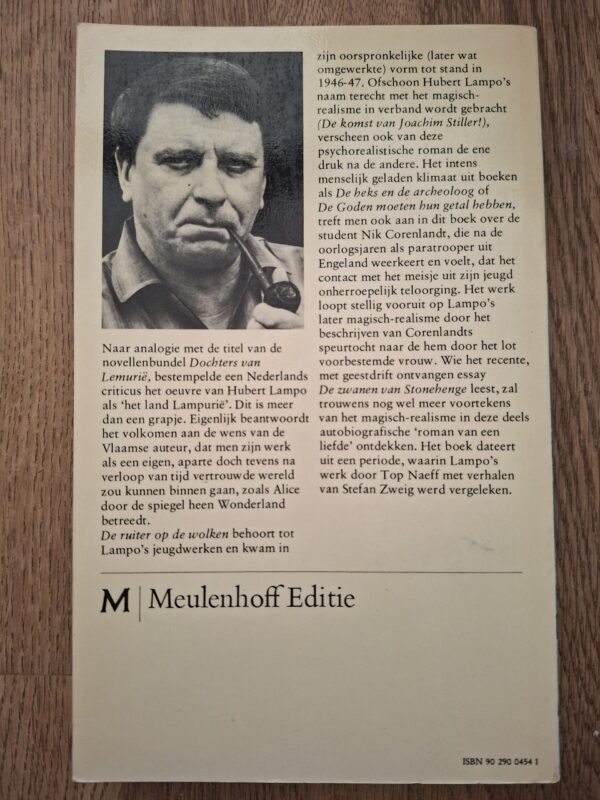 Naar analogie met de titel van de
novellenbundel Dochters van
Lemurië, bestempelde een Nederlands
criticus het oeuvre van Hubert Lampo
als ‘het land Lampurië’. Dit is meer
dan een grapje. Eigenlijk beantwoordt
het volkomen aan de wens van de
Vlaamse auteur, dat men zijn werk
als een eigen, aparte doch tevens na
verloop van tijd vertrouwde wereld
zou kunnen binnen gaan, zoals Alice
door de spiegel heen Wonderland
betreedt.
De ruiter op de wolken behoort tot
Lampo’s jeugdwerken en kwam in
zijn oorspronkelijke (later wat
omgewerkte) vorm tot stand in
1946-47. Ofschoon Hubert Lampo’s
naam terecht met het magisch-
realisme in verband wordt gebracht
(De komst van Joachim Stiller!),
verscheen ook van deze
psychorealistische roman de ene
druk na de andere. Het intens
menselijk geladen klimaat uit boeken
als De heks en de archeoloog of
De Goden moeten hun getal hebben,
treft men ook aan in dit boek over de
student Nik Corenlandt, die na de
oorlogsjaren als paratrooper uit
Engeland weerkeert en voelt, dat het
contact met het meisje uit zijn jeugd
onherroepelijk teloorging. Het werk
loopt stellig vooruit op Lampo’s
later magisch-realisme door het
beschrijven van Corenlandts
speurtocht naar de hem door het lot
voorbestemde vrouw. Wie het recente,
met geestdrift ontvangen essay
De zwanen van Stonehenge leest, zal
trouwens nog wel meer voortekens
van het magisch-realisme in deze deels
autobiografische ‘roman van een
liefde’ ontdekken. Het boek dateert
uit een periode, waarin Lampo’s
werk door Top Naeff met verhalen
van Stefan Zweig werd vergeleken.
M | Meulenhoff Editie
ISBN 90 290 0454 1